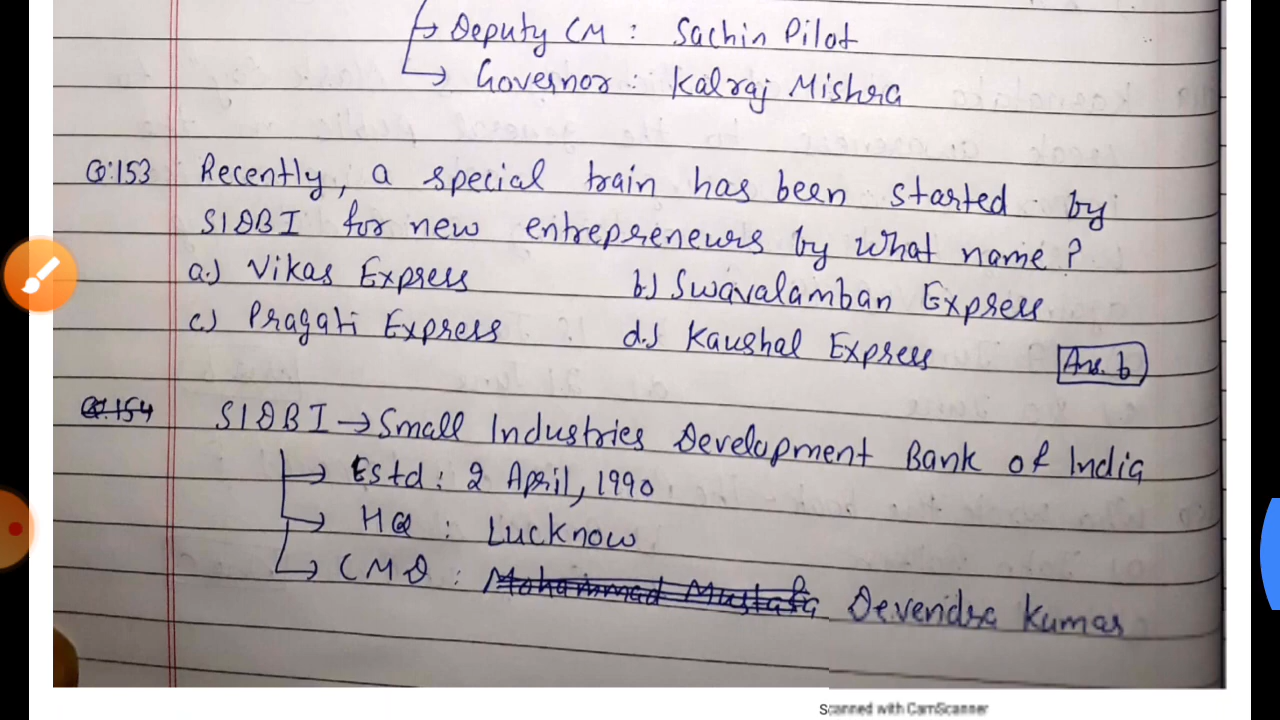 Deputy CM : Sachin Pilot
Governor : Kalraj Mishra
Q:153 Recently, a special train has been started by
SIDBI for new entrepreneurs by what name ?
a.) Vikas Express b.) Swavalamban Express
c.) Pragati Express d.) Kaushal Express Ans. b
Q.154 SIDBI → Small Industries Development Bank of India
→ Estd : 2 April, 1990
→ HQ : Lucknow
→ CMD : Mohammad Mustafa Devendra Kumar
Scanned with CamScanner